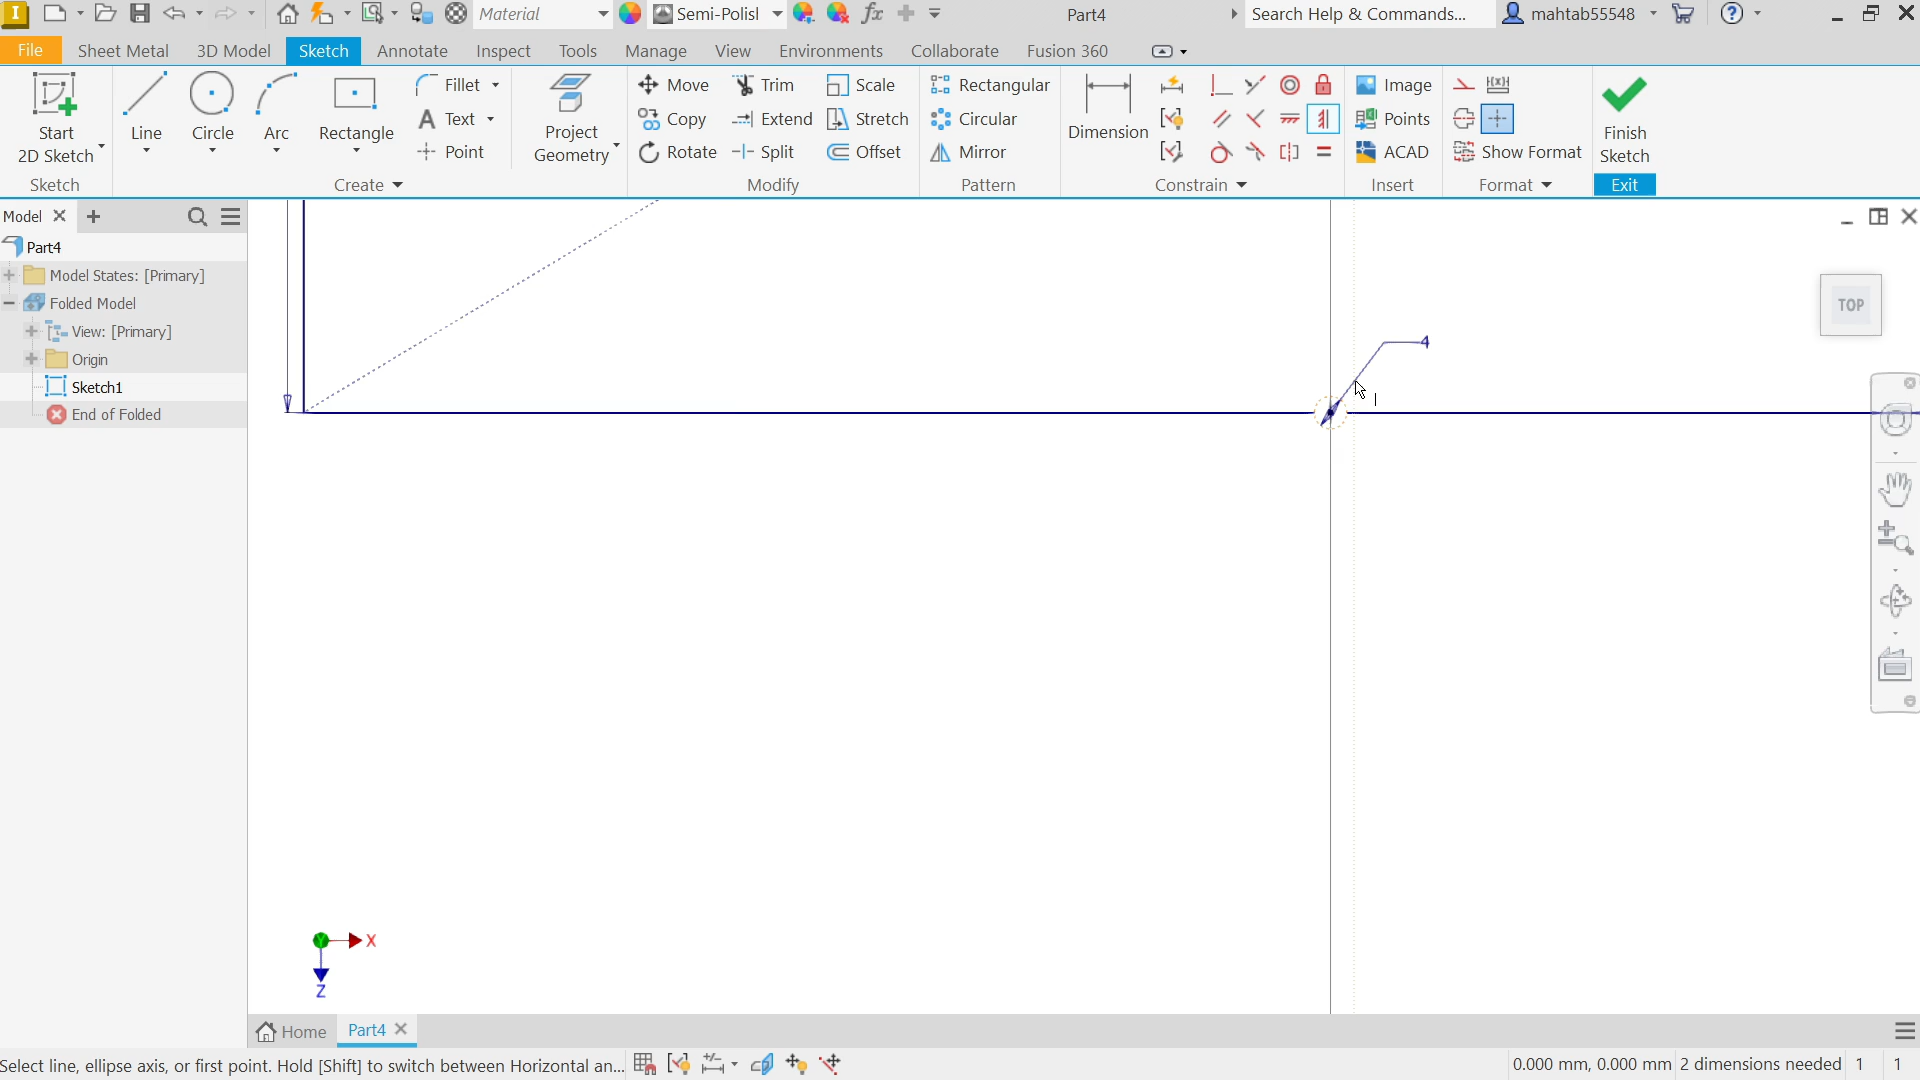 Material
Semi-Polisl
Part4
Search Help & Commands...
mahtab55548
File
Sheet Metal
3D Model
Sketch
Annotate
Inspect
Tools
Manage
View
Environments
Collaborate
Fusion 360
Start
2D Sketch
Sketch
Line
Circle
Arc
Rectangle
Fillet
Text
Point
Create
Project
Geometry
Move
Trim
Scale
Copy
Extend
Stretch
Rotate
Split
Offset
Modify
Rectangular
Circular
Mirror
Pattern
Dimension
Constrain
Image
Points
ACAD
Insert
Show Format
Format
Finish
Sketch
Exit
Model
Part4
Model States: [Primary]
Folded Model
View: [Primary]
Origin
Sketch1
End of Folded
TOP
4
X
Z
Home
Part4
Select line, ellipse axis, or first point. Hold [Shift] to switch between Horizontal an...
0.000 mm, 0.000 mm
2 dimensions needed
1
1